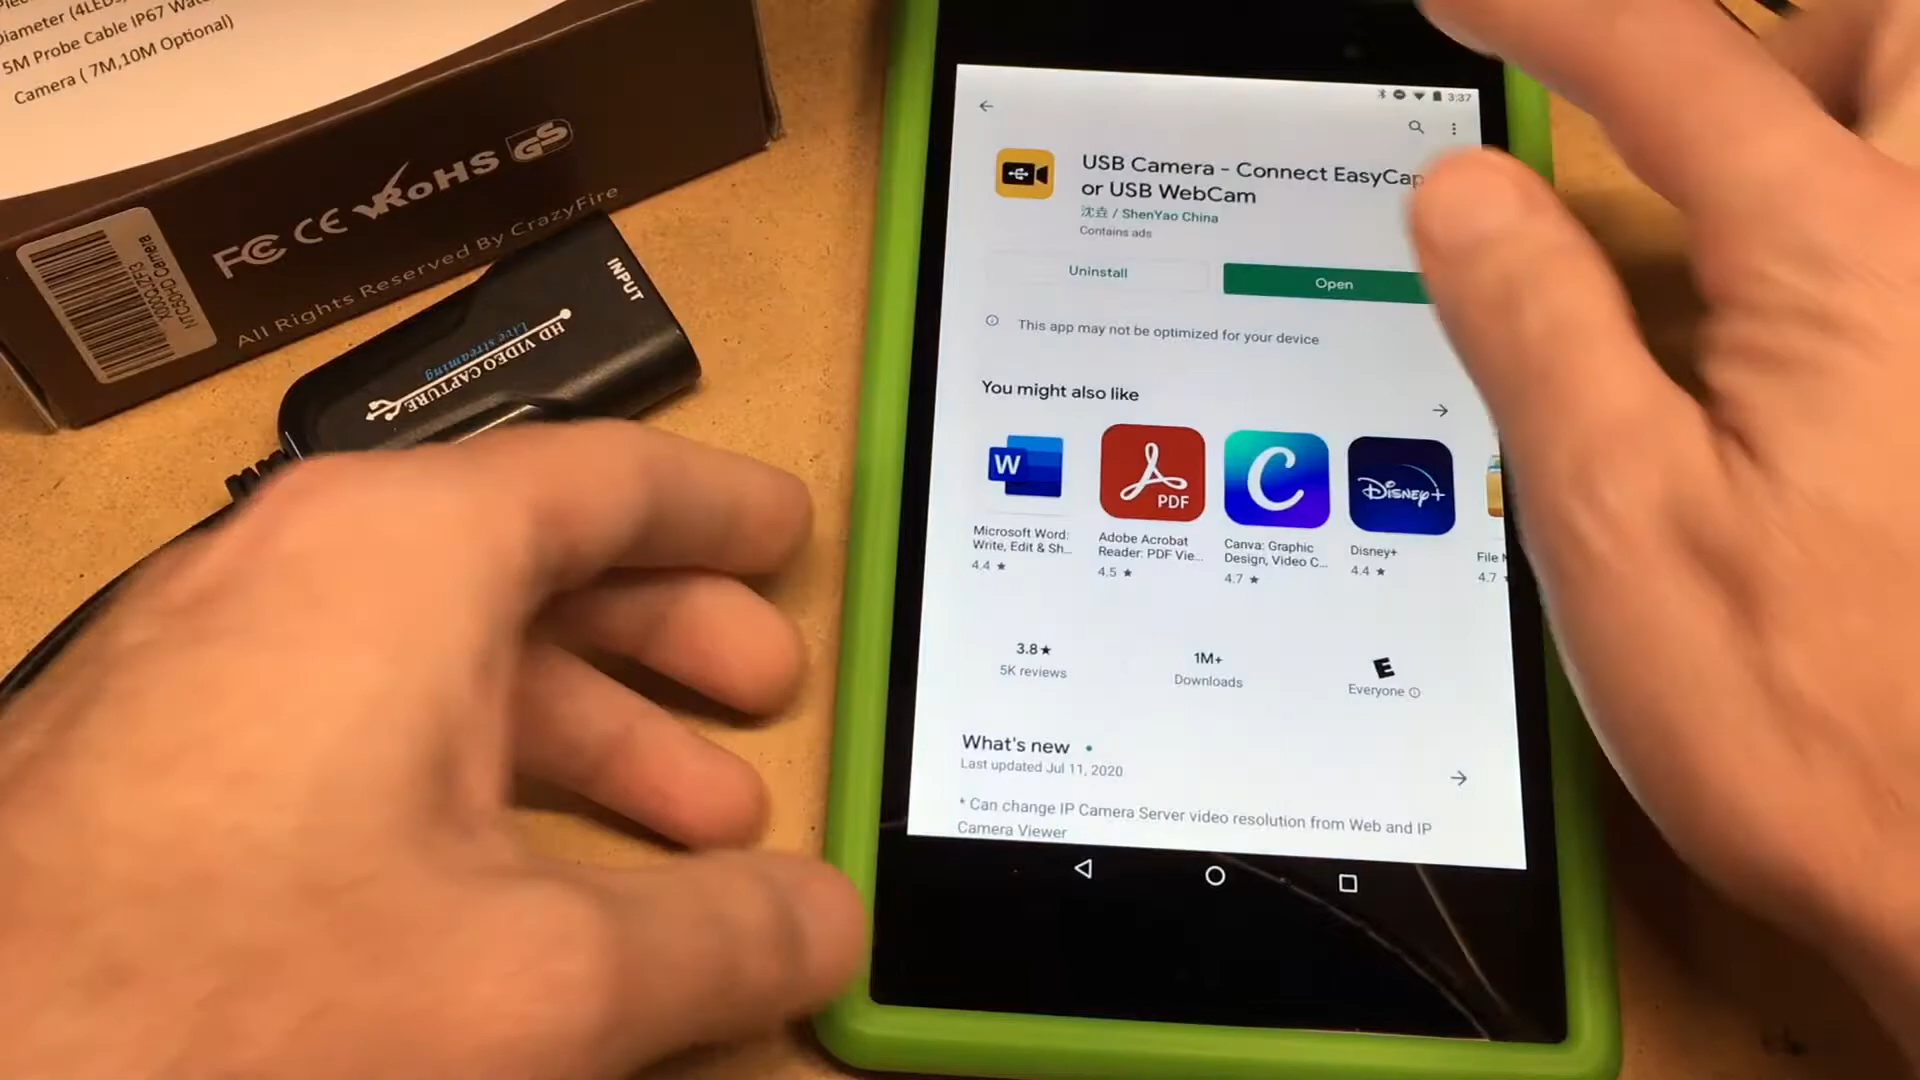 Diameter (4LEDs
5M Probe Cable IP67 Wat
Camera ( 7M,10M Optional)
FC CE RoHS GS
All Rights Reserved By CrazyFire
NTC50HD Camera
INPUT
HD VIDEO CAPTURE
Live streaming
3:37
USB Camera - Connect EasyCap
or USB WebCam
沈垚 / ShenYao China
Contains ads
Uninstall
Open
This app may not be optimized for your device
You might also like
W
PDF
C
Disney+
Microsoft Word:
Write, Edit & Sh...
4.4 ★
Adobe Acrobat
Reader: PDF Vie...
4.5 ★
Canva: Graphic
Design, Video C...
4.7 ★
Disney+
4.4 ★
File
4.7
3.8★
5K reviews
1M+
Downloads
E
Everyone
What's new
Last updated Jul 11, 2020
* Can change IP Camera Server video resolution from Web and IP
Camera Viewer